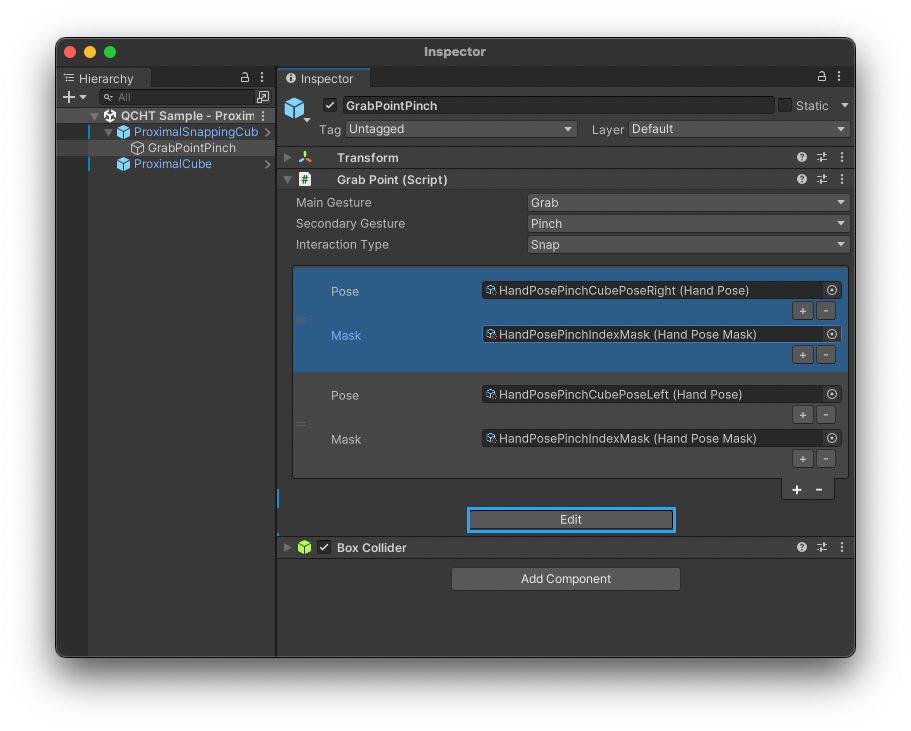 Inspector
Hierarchy
All
QCHT Sample - Proxim
ProximalSnappingCub
GrabPointPinch
ProximalCube
Inspector
GrabPointPinch
Static
Tag Untagged
Layer Default
Transform
# Grab Point (Script)
Main Gesture Grab
Secondary Gesture Pinch
Interaction Type Snap
Pose HandPosePinchCubePoseRight (Hand Pose)
+ -
Mask HandPosePinchIndexMask (Hand Pose Mask)
+ -
Pose HandPosePinchCubePoseLeft (Hand Pose)
+ -
Mask HandPosePinchIndexMask (Hand Pose Mask)
+ -
+ -
Edit
Box Collider
Add Component